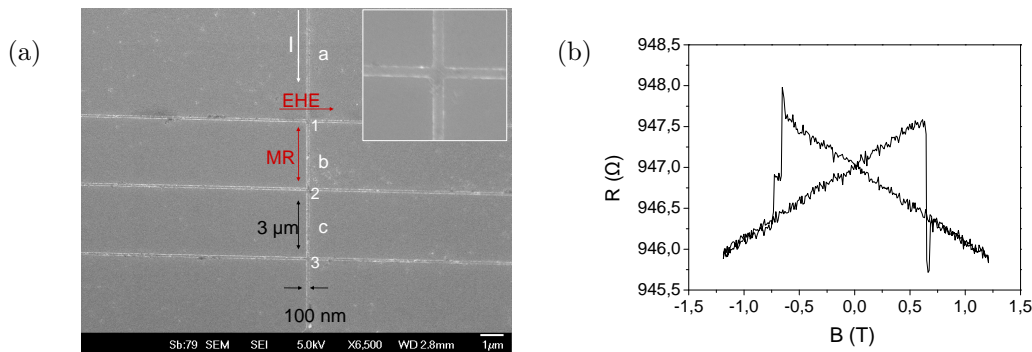 (a)
I
a
EHE
1
MR
b
2
3 µm
c
3
100 nm
Sb:79 SEM SEI 5.0kV X6,500 WD 2.8mm 1µm
(b)
948,5
948,0
947,5
947,0
946,5
946,0
945,5
R (Ω)
-1,5 -1,0 -0,5 0,0 0,5 1,0 1,5
B (T)